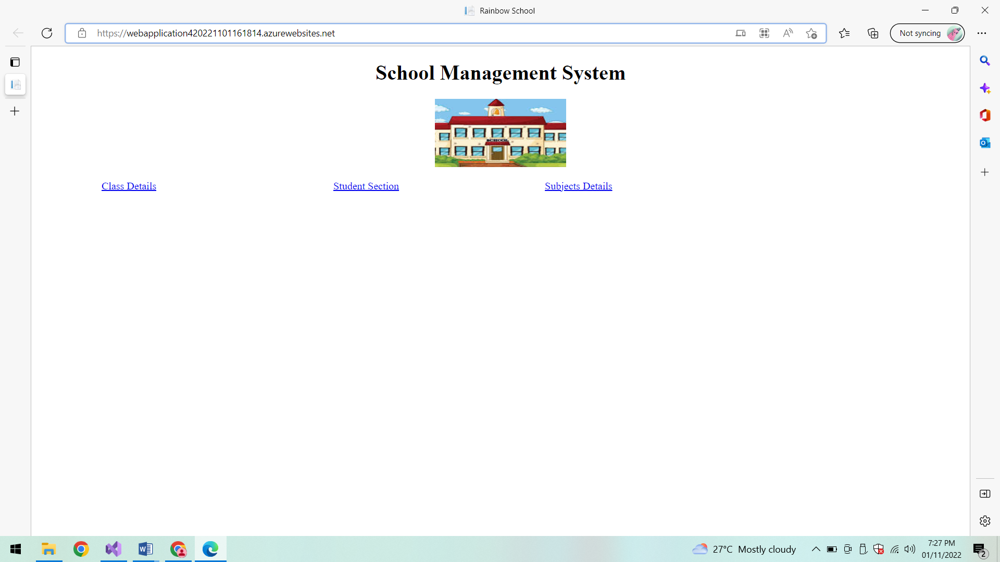 Rainbow School
https://webapplication420221101161814.azurewebsites.net
Not syncing
School Management System
SCHOOL
Class Details
Student Section
Subjects Details
27°C Mostly cloudy
7:27 PM
01/11/2022
2